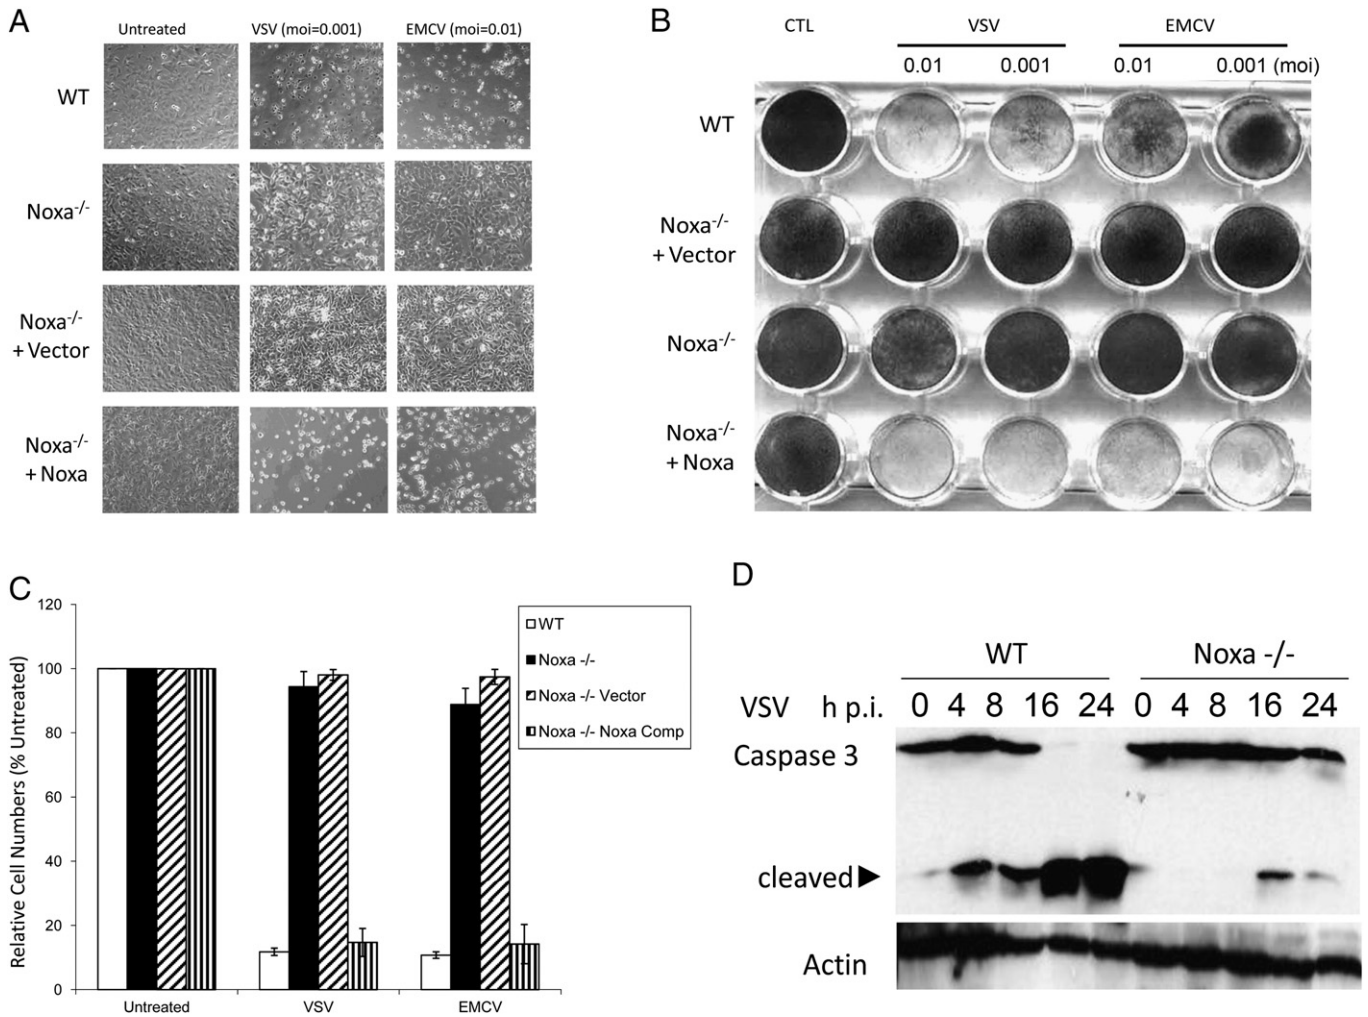 A
Untreated VSV (moi=0.001) EMCV (moi=0.01)
WT
Noxa-/-
Noxa-/-
+ Vector
Noxa-/-
+ Noxa
B
CTL VSV EMCV
0.01 0.001 0.01 0.001 (moi)
WT
Noxa-/-
+ Vector
Noxa-/-
Noxa-/-
+ Noxa
C
Relative Cell Numbers (% Untreated)
120
100
80
60
40
20
0
Untreated VSV EMCV
WT
Noxa -/-
Noxa -/- Vector
Noxa -/- Noxa Comp
D
WT Noxa -/-
VSV h p.i. 0 4 8 16 24 0 4 8 16 24
Caspase 3
cleaved
Actin